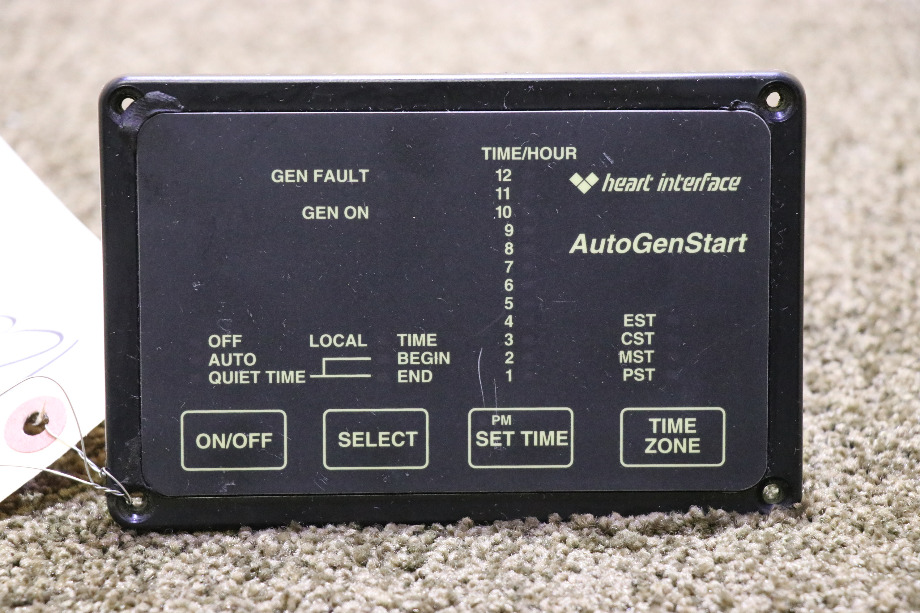 TIME/HOUR
GEN FAULT
GEN ON
12
11
10
9
8
7
6
5
4
3
2
1
heart interface
AutoGenStart
EST
CST
MST
PST
OFF LOCAL TIME
AUTO BEGIN
QUIET TIME END
ON/OFF
SELECT
PM
SET TIME
TIME
ZONE